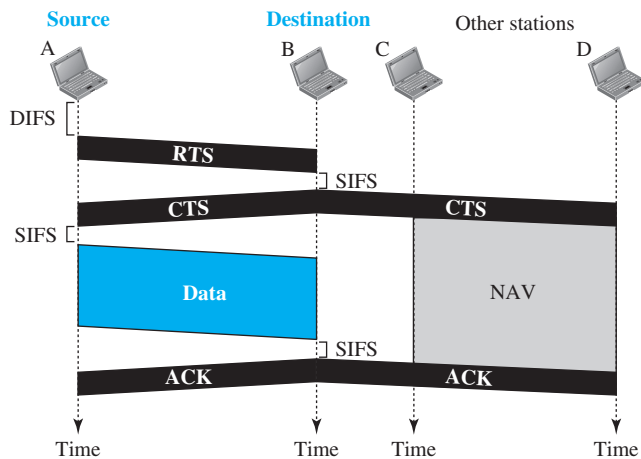 Source
Destination
Other stations
A
B
C
D
DIFS
RTS
SIFS
CTS
CTS
SIFS
Data
NAV
SIFS
ACK
ACK
Time
Time
Time
Time